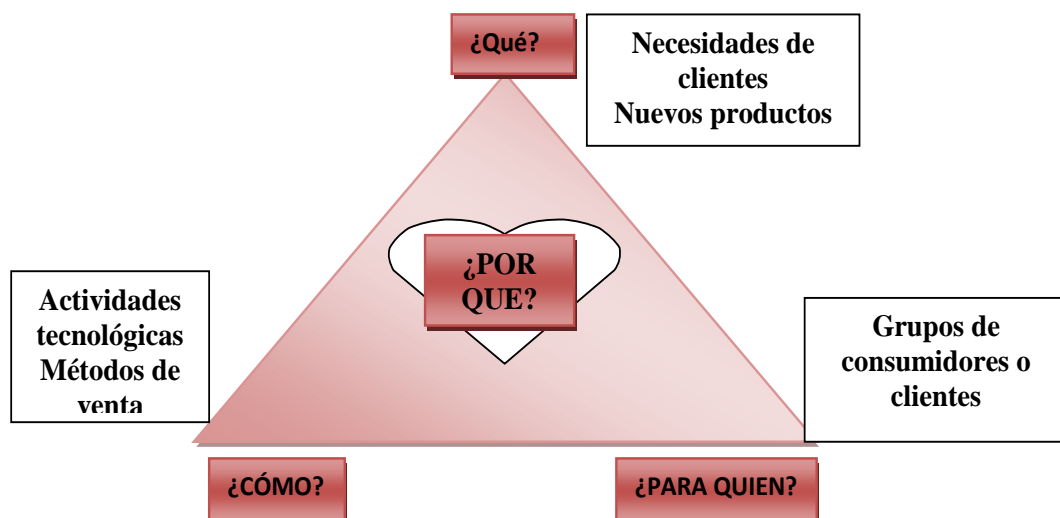 ¿Qué?
Necesidades de
clientes
Nuevos productos
¿POR
QUE?
Actividades
tecnológicas
Métodos de
venta
Grupos de
consumidores o
clientes
¿CÓMO?
¿PARA QUIEN?